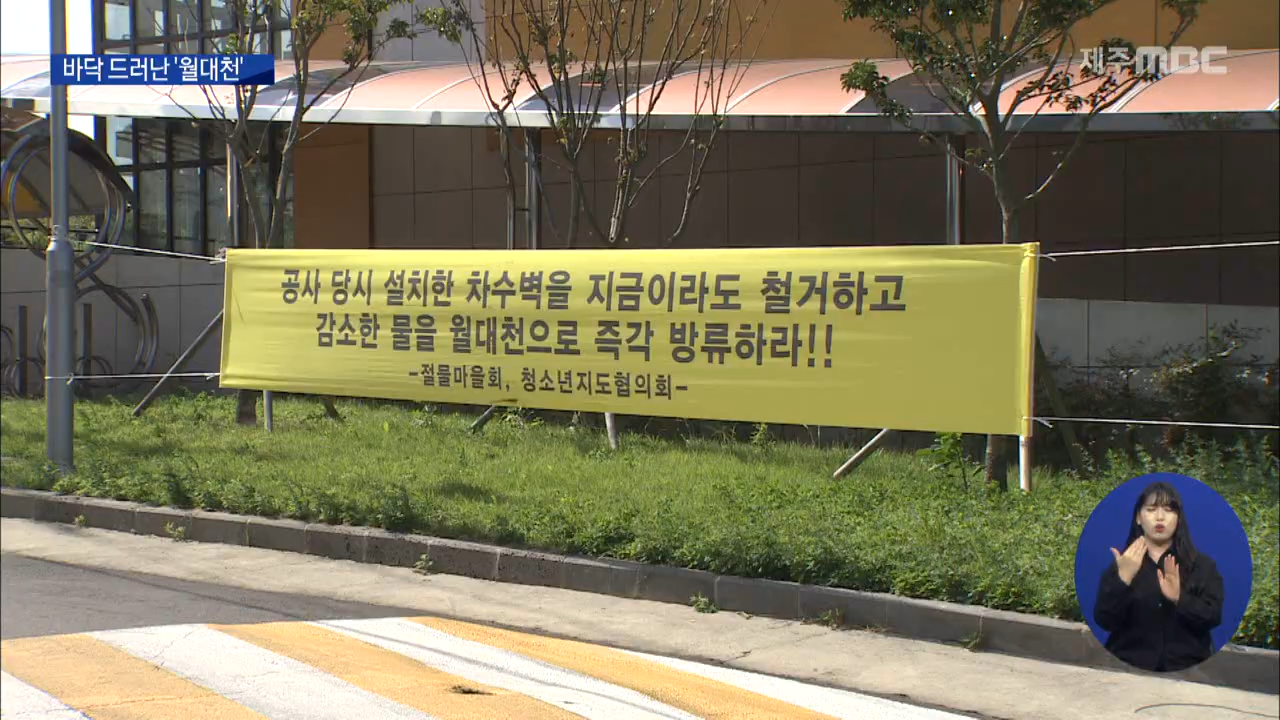 바닥 드러난 '월대천'
제주MBC
공사 당시 설치한 차수벽을 지금이라도 철거하고
감소한 물을 월대천으로 즉각 방류하라!!
-절물마을회, 청소년지도협의회-